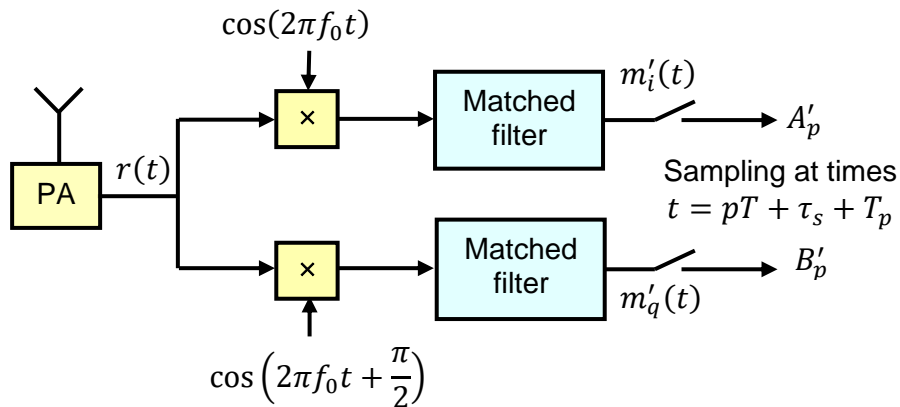 cos(2πf₀t)
×
Matched
filter
m′ᵢ(t)
A′ₚ
PA
r(t)
Sampling at times
t = pT + τₛ + Tₚ
×
Matched
filter
m′_q(t)
B′ₚ
cos(2πf₀t + π/2)